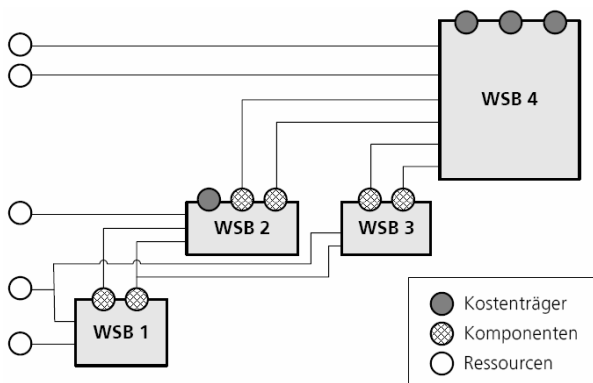 WSB 4
WSB 2
WSB 3
WSB 1
Kostenträger
Komponenten
Ressourcen